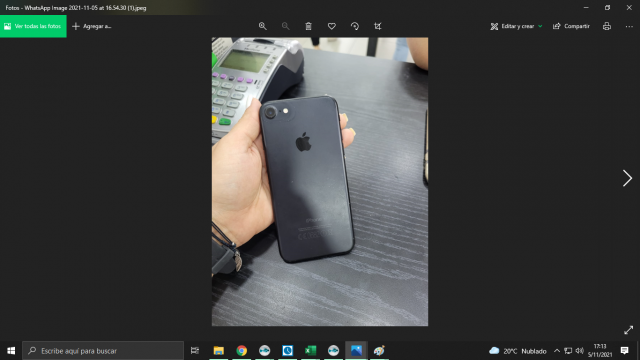 Fotos - WhatsApp Image 2021-11-05 at 16.54.30 (1).jpeg
Ver todas las fotos
Agregar a...
Editar y crear
Compartir
iPhone
Escribe aquí para buscar
20°C Nublado
17:13
5/11/2021